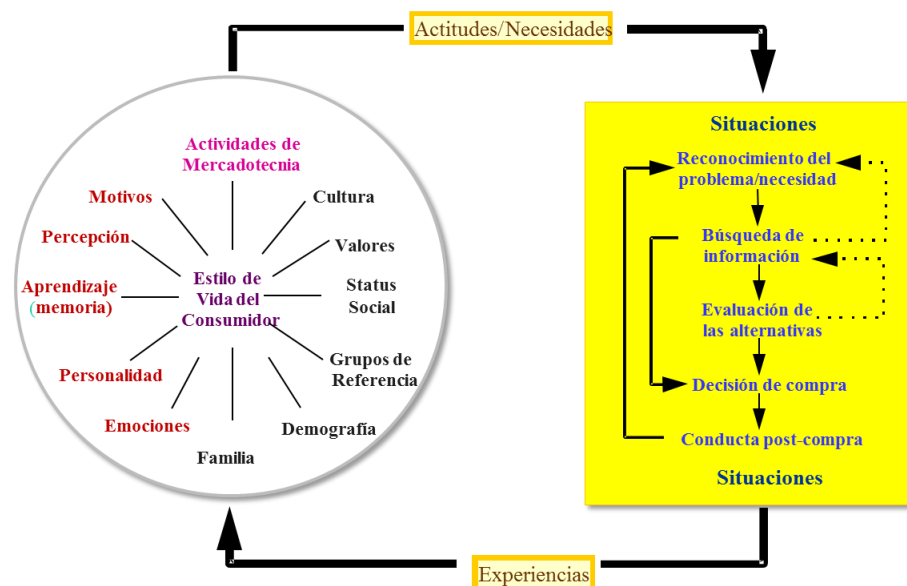 Actitudes/Necesidades
Actividades de
Mercadotecnia
Motivos
Cultura
Percepción
Valores
Aprendizaje
(memoria)
Estilo de
Vida del
Consumidor
Status
Social
Personalidad
Grupos de
Referencia
Emociones
Demografía
Familia
Situaciones
Reconocimiento del
problema/necesidad
Búsqueda de
información
Evaluación de
las alternativas
Decisión de compra
Conducta post-compra
Situaciones
Experiencias